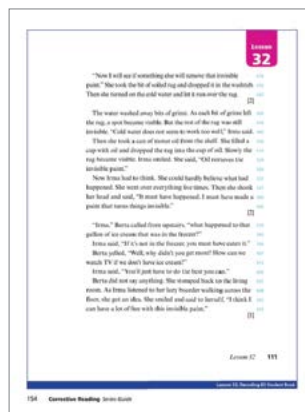 Lesson
32
"Now I will see if something else will remove that invisible
paint." She took the bit of soiled rag and dropped it in the washtub.
Then she turned on the cold water and let it run over the rag.
[2]
The water washed away bits of grime. As each bit of grime left
the rag, a spot became visible. But the rest of the rag was still
invisible. "Cold water does not seem to work too well," Irma said.
Then she took a can of motor oil from the shelf. She filled a
cup with oil and dropped the rag into the cup of oil. Slowly the
rag became visible. Irma smiled. She said, "Oil removes the
invisible paint."
Now Irma had to think. She could hardly believe what had
happened. She went over everything five times. Then she shook
her head and said, "It must have happened. I must have made a
paint that turns things invisible."
[2]
"Irma," Berta called from upstairs, "what happened to that
gallon of ice cream that was in the freezer?"
Irma said, "If it's not in the freezer, you must have eaten it."
Berta yelled, "Well, why didn't you get more? How can we
watch TV if we don't have ice cream?"
Irma said, "You'll just have to do the best you can."
Berta did not say anything. She stomped back to the living
room. As Irma listened to her lazy boarder walking across the
floor, she got an idea. She smiled and said to herself, "I think I
can have a lot of fun with this invisible paint."
[1]
Lesson 32 111
Lesson 32, Decoding B1 Student Book
154 Corrective Reading Series Guide